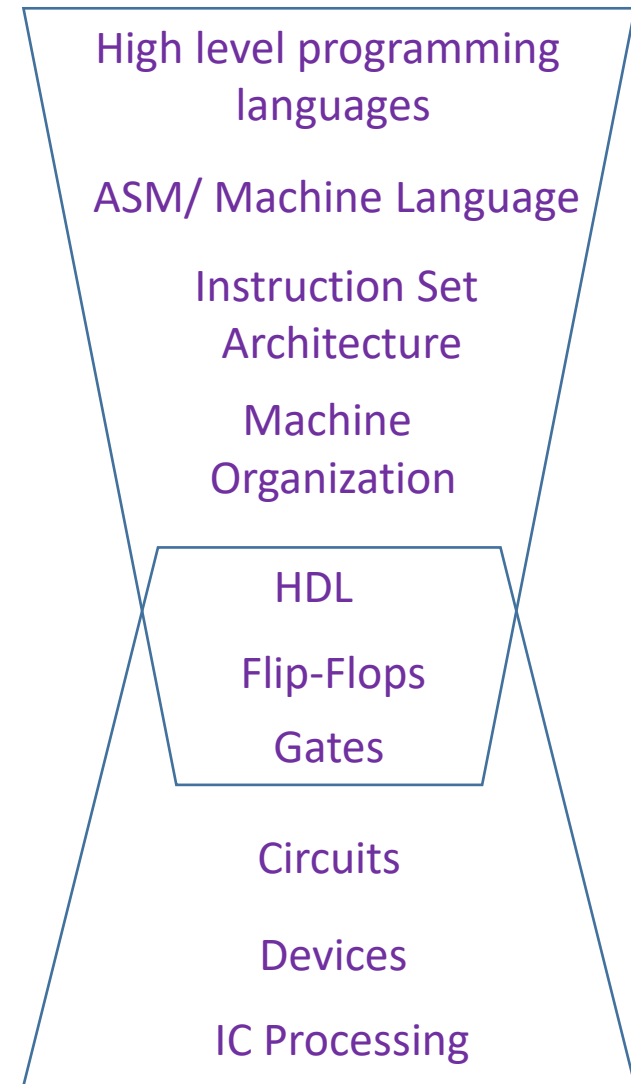 High level programming
languages
ASM/ Machine Language
Instruction Set
Architecture
Machine
Organization
HDL
Flip-Flops
Gates
Circuits
Devices
IC Processing